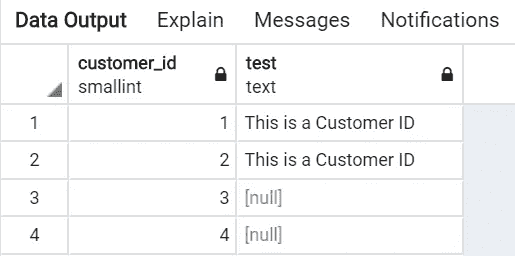 Data Output Explain Messages Notifications
customer_id test
smallint text
1 1 This is a Customer ID
2 2 This is a Customer ID
3 3 [null]
4 4 [null]